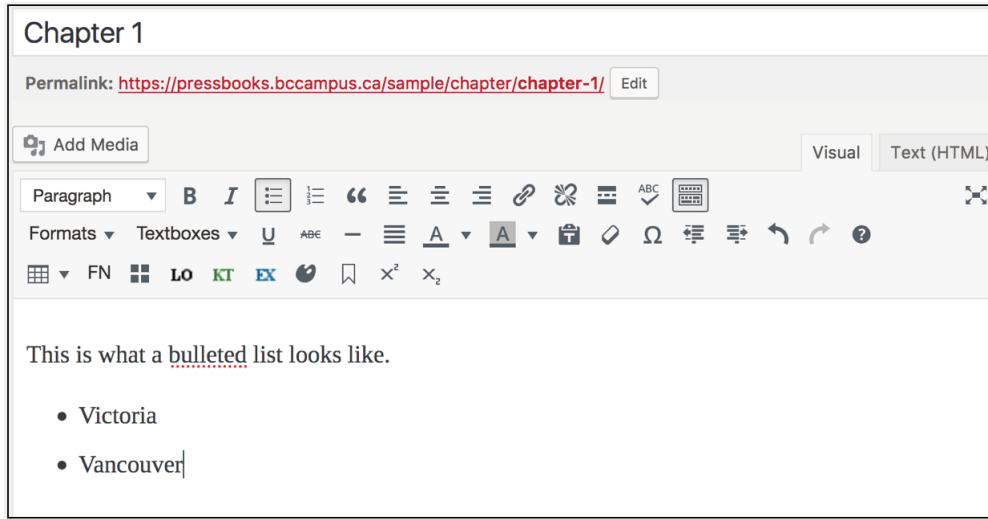 Chapter 1
Permalink: https://pressbooks.bccampus.ca/sample/chapter/chapter-1/ Edit
Add Media
Visual Text (HTML)
Paragraph B I ABC
Formats Textboxes U ABC A A T Ω ?
FN LO KT EX x² x₂
This is what a bulleted list looks like.
• Victoria
• Vancouver